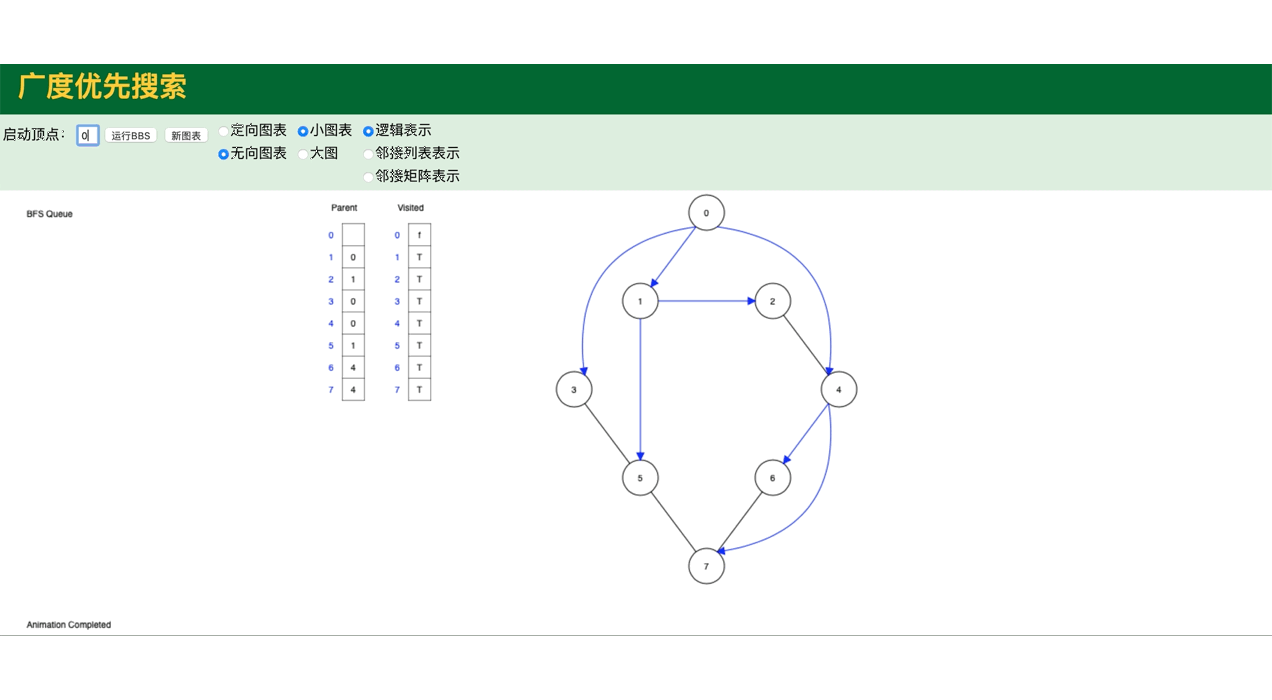 广度优先搜索
启动顶点： 0 运行BBS 新图表 定向图表 小图表 逻辑表示
无向图表 大图 邻接列表表示
邻接矩阵表示
BFS Queue
Parent Visited
0 0 f
1 0 1 T
2 1 2 T
3 0 3 T
4 0 4 T
5 1 5 T
6 4 6 T
7 4 7 T
0
1 2
3 4
5 6
7
Animation Completed